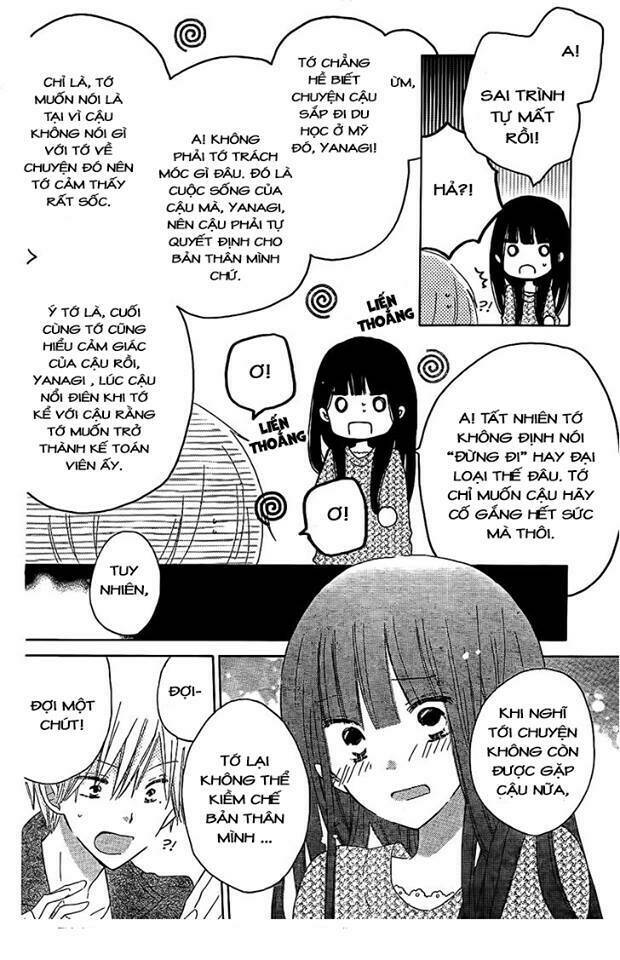 A!
SAI TRÌNH
TỰ MẤT
RỒI!
HẢ?!
?!
ỪM,
TỚ CHẲNG
HỀ BIẾT
CHUYỆN CẬU
SẮP ĐI DU
HỌC Ở MỸ
ĐÓ, YANAGI!
A! KHÔNG
PHẢI TỚ TRÁCH
MÓC GÌ ĐÂU. ĐÓ LÀ
CUỘC SỐNG CỦA
CẬU MÀ, YANAGI,
NÊN CẬU PHẢI TỰ
QUYẾT ĐỊNH CHO
BẢN THÂN MÌNH
CHỨ.
CHỈ LÀ, TỚ
MUỐN NÓI LÀ
TẠI VÌ CẬU
KHÔNG NÓI GÌ
VỚI TỚ VỀ
CHUYỆN ĐÓ NÊN
TỚ CẢM THẤY
RẤT SỐC.
A! TẤT NHIÊN TỚ
KHÔNG ĐỊNH NÓI
“ĐỪNG ĐI” HAY ĐẠI
LOẠI THẾ ĐÂU. TỚ
CHỈ MUỐN CẬU HÃY
CỐ GẮNG HẾT SỨC
MÀ THÔI.
LIẾN
THOẮNG
Ơ!
LIẾN
THOẮNG
Ơ!
Ý TỚ LÀ, CUỐI
CÙNG TỚ CŨNG
HIỂU CẢM GIÁC
CỦA CẬU RỒI,
YANAGI , LÚC CẬU
NỔI ĐIÊN KHI TỚ
KỂ VỚI CẬU RẰNG
TỚ MUỐN TRỞ
THÀNH KẾ TOÁN
VIÊN ẤY.
TUY
NHIÊN,
KHI NGHĨ
TỚI CHUYỆN
KHÔNG CÒN
ĐƯỢC GẶP
CẬU NỮA,
TỚ LẠI
KHÔNG THỂ
KIỀM CHẾ
BẢN THÂN
MÌNH ...
ĐỢI-
ĐỢI MỘT
CHÚT!
?!